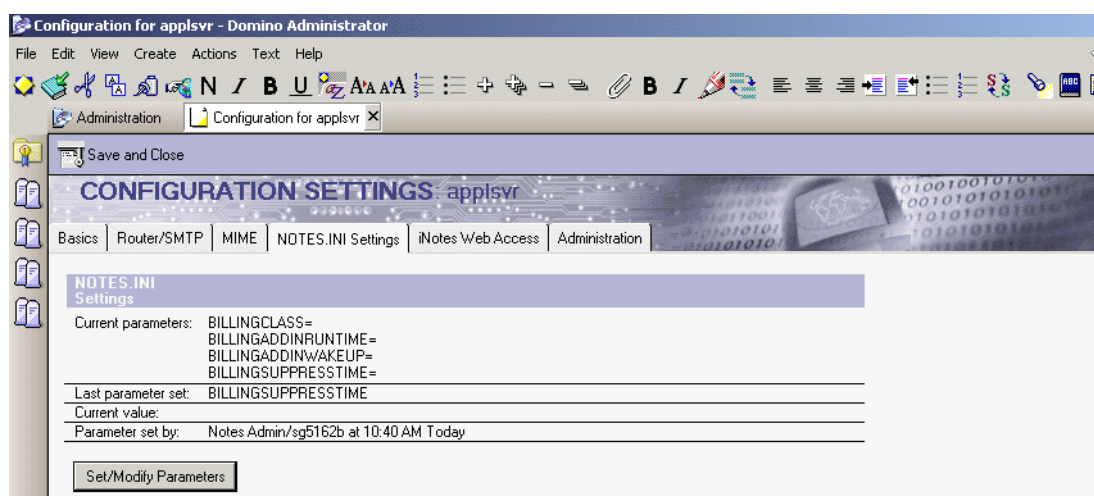 Configuration for applsvr - Domino Administrator
File Edit View Create Actions Text Help
Administration Configuration for applsvr
Save and Close
CONFIGURATION SETTINGS: applsvr
Basics Router/SMTP MIME NOTES.INI Settings iNotes Web Access Administration
NOTES.INI
Settings
Current parameters: BILLINGCLASS=
BILLINGADDINRUNTIME=
BILLINGADDINWAKEUP=
BILLINGSUPPRESSTIME=
Last parameter set: BILLINGSUPPRESSTIME
Current value:
Parameter set by: Notes Admin/sg5162b at 10:40 AM Today
Set/Modify Parameters